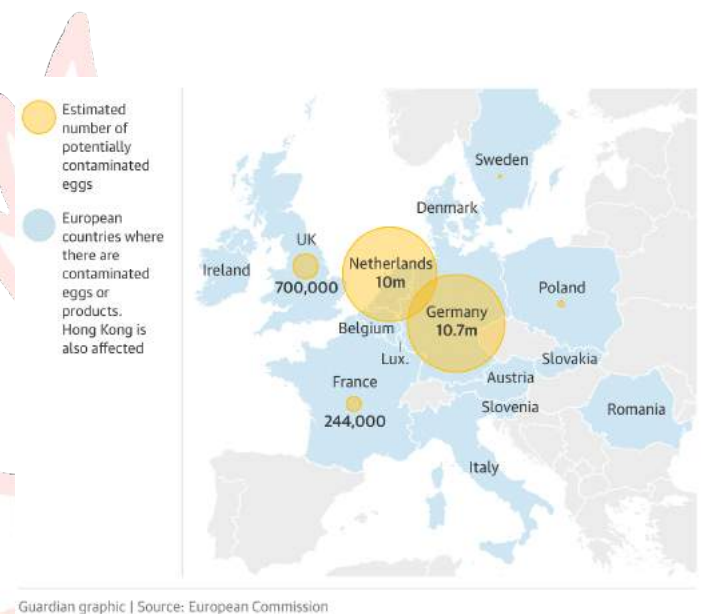 Estimated
number of
potentially
contaminated
eggs
European
countries where
there are
contaminated
eggs or
products.
Hong Kong is
also affected
Sweden
Denmark
UK
700,000
Ireland
Netherlands
10m
Poland
Germany
10.7m
Belgium
Lux.
Slovakia
Austria
France
244,000
Slovenia
Romania
Italy
Guardian graphic | Source: European Commission